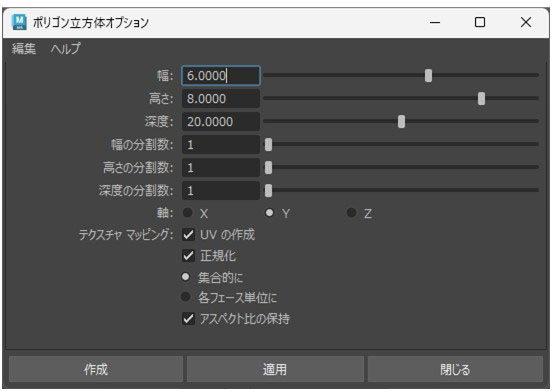 M ポリゴン立方体オプション
編集 ヘルプ
幅: 6.0000
高さ: 8.0000
深度: 20.0000
幅の分割数: 1
高さの分割数: 1
深度の分割数: 1
軸: X Y Z
テクスチャ マッピング: UV の作成
正規化
集合的に
各フェース単位に
アスペクト比の保持
作成 適用 閉じる